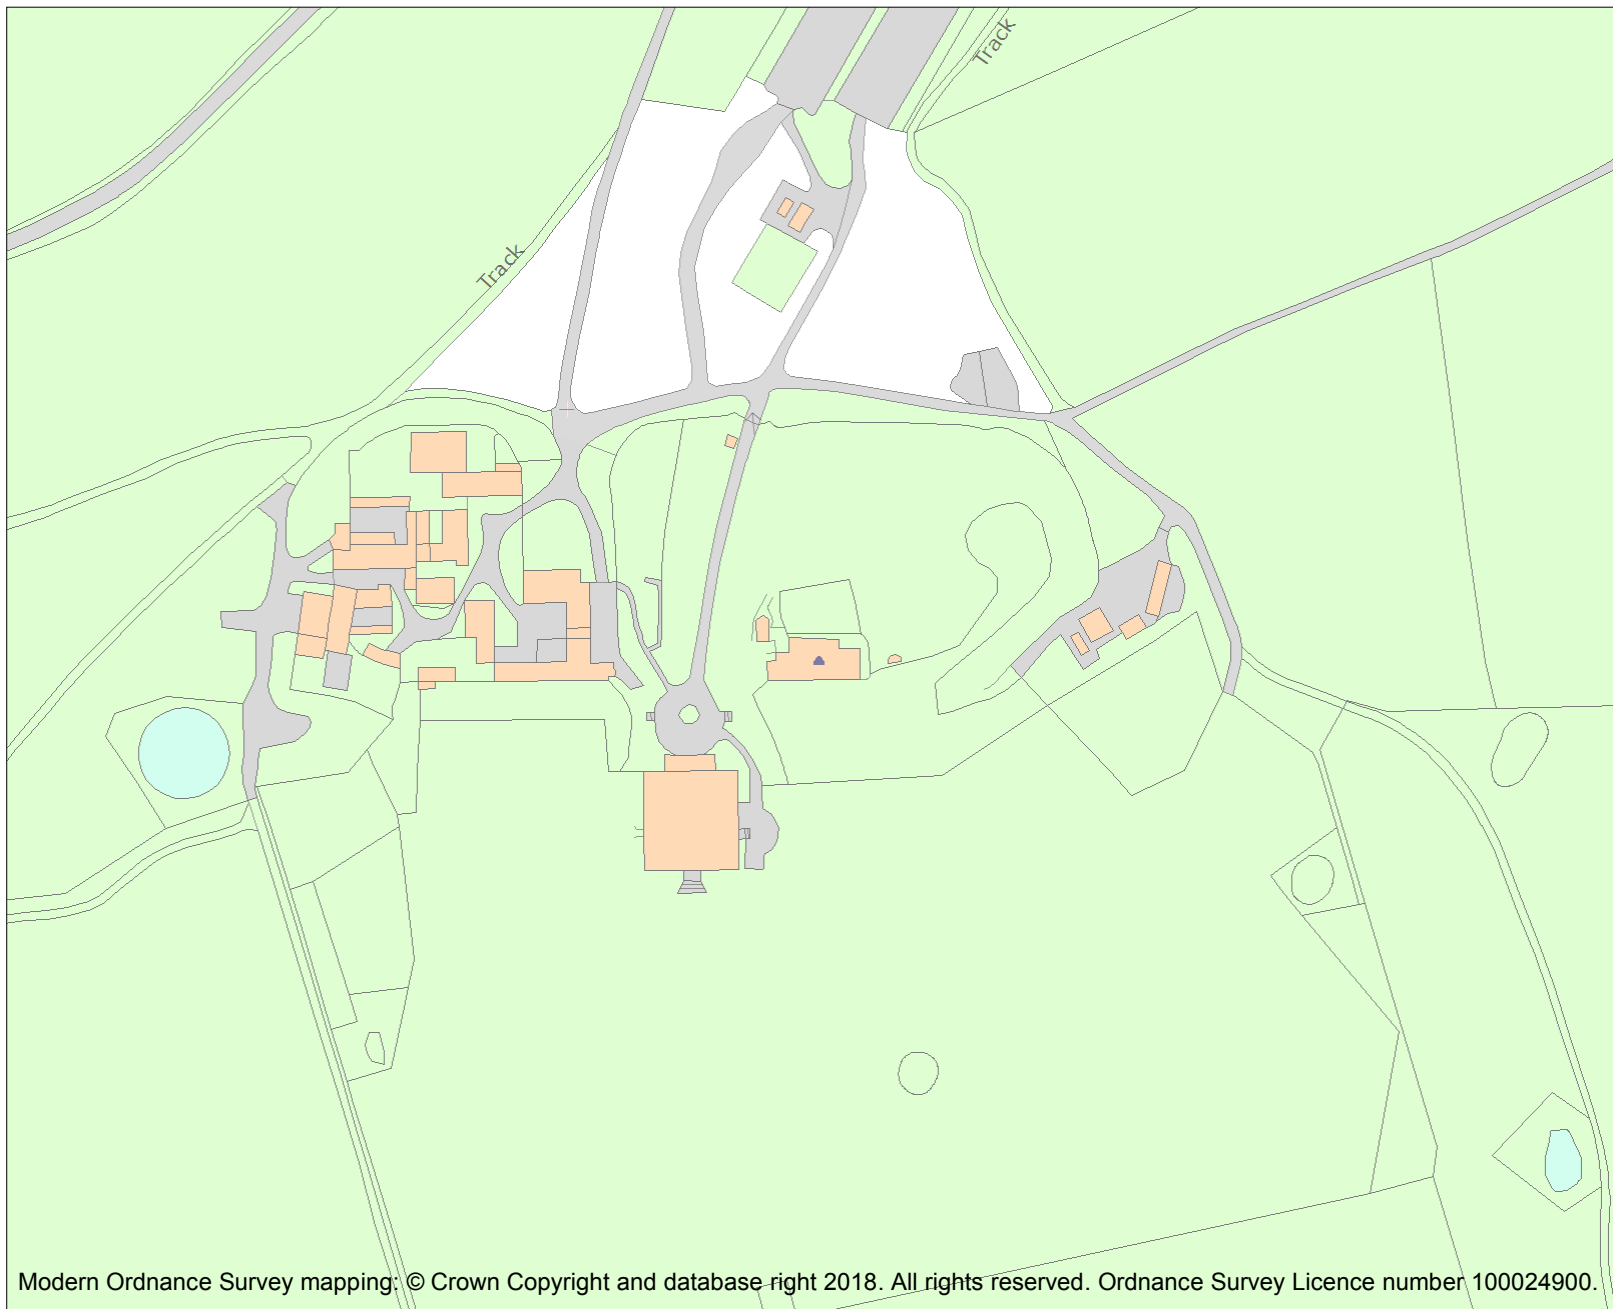 Track
Track
Modern Ordnance Survey mapping: © Crown Copyright and database right 2018. All rights reserved. Ordnance Survey Licence number 100024900.